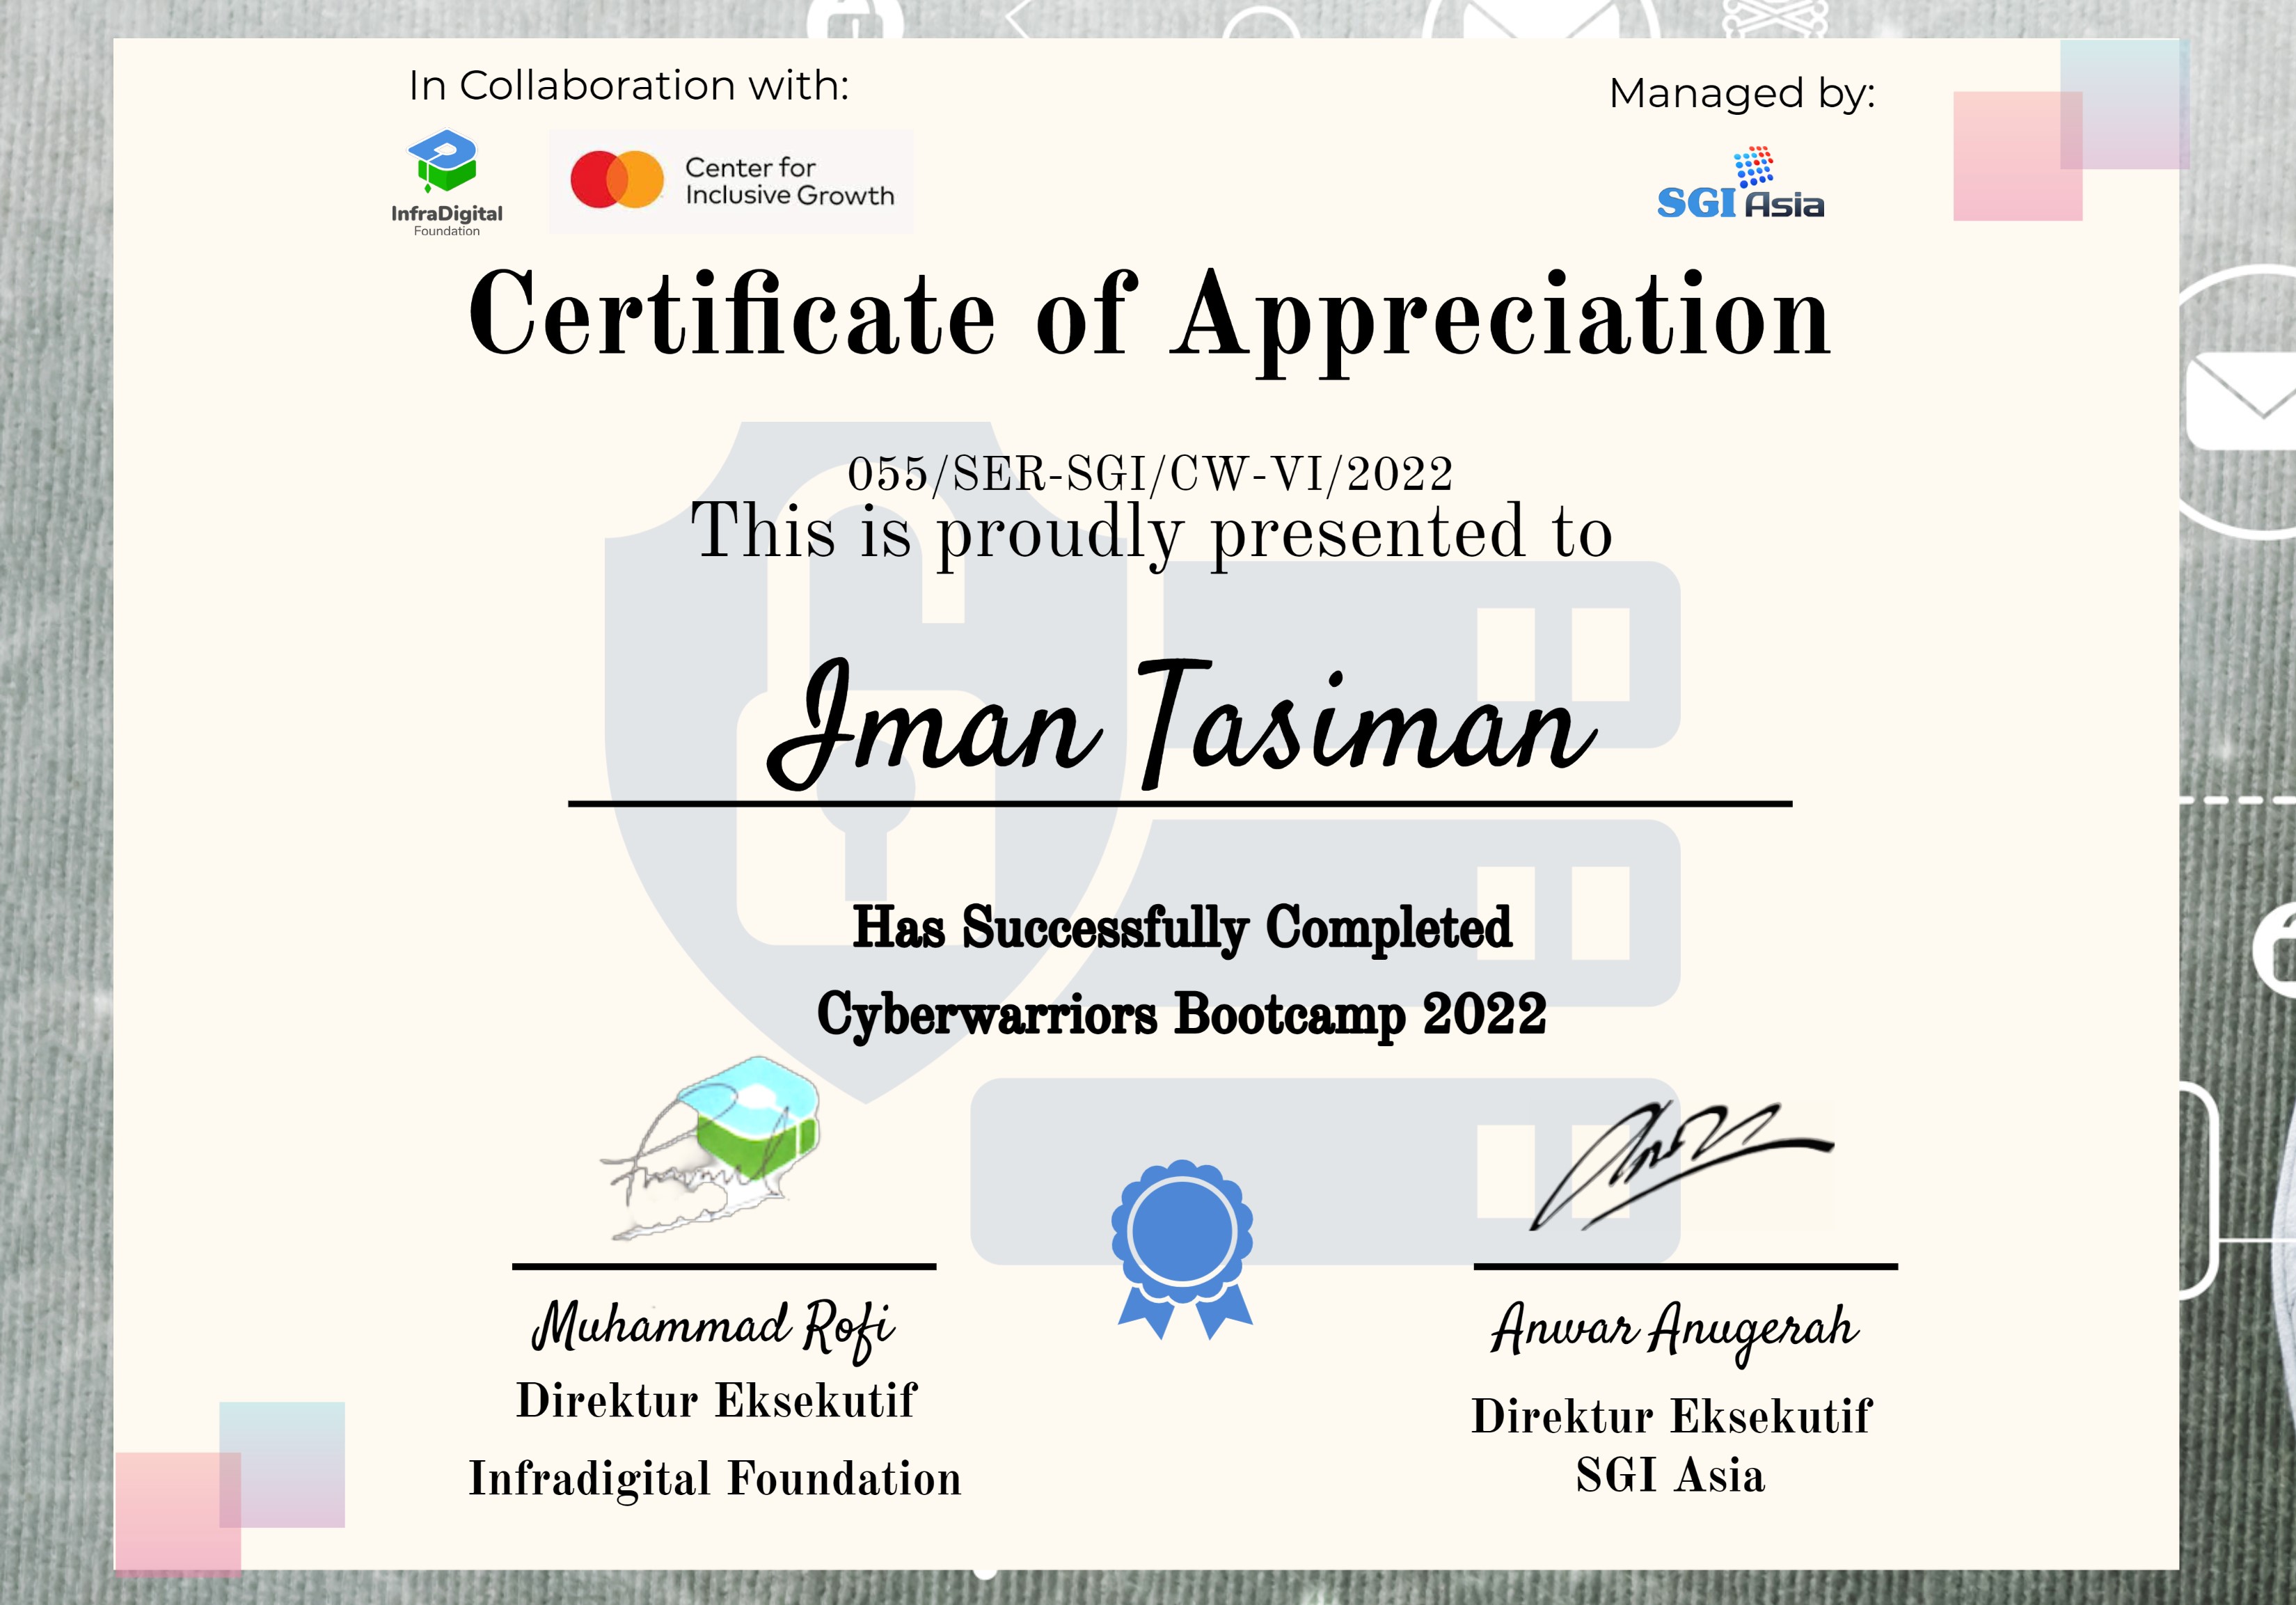 In Collaboration with:
Managed by:
InfraDigital
Foundation
Center for
Inclusive Growth
SGI Asia
Certificate of Appreciation
055/SER-SGI/CW-VI/2022
This is proudly presented to
Iman Tasiman
Has Successfully Completed
Cyberwarriors Bootcamp 2022
Muhammad Rofi
Direktur Eksekutif
Infradigital Foundation
Anwar Anugerah
Direktur Eksekutif
SGI Asia